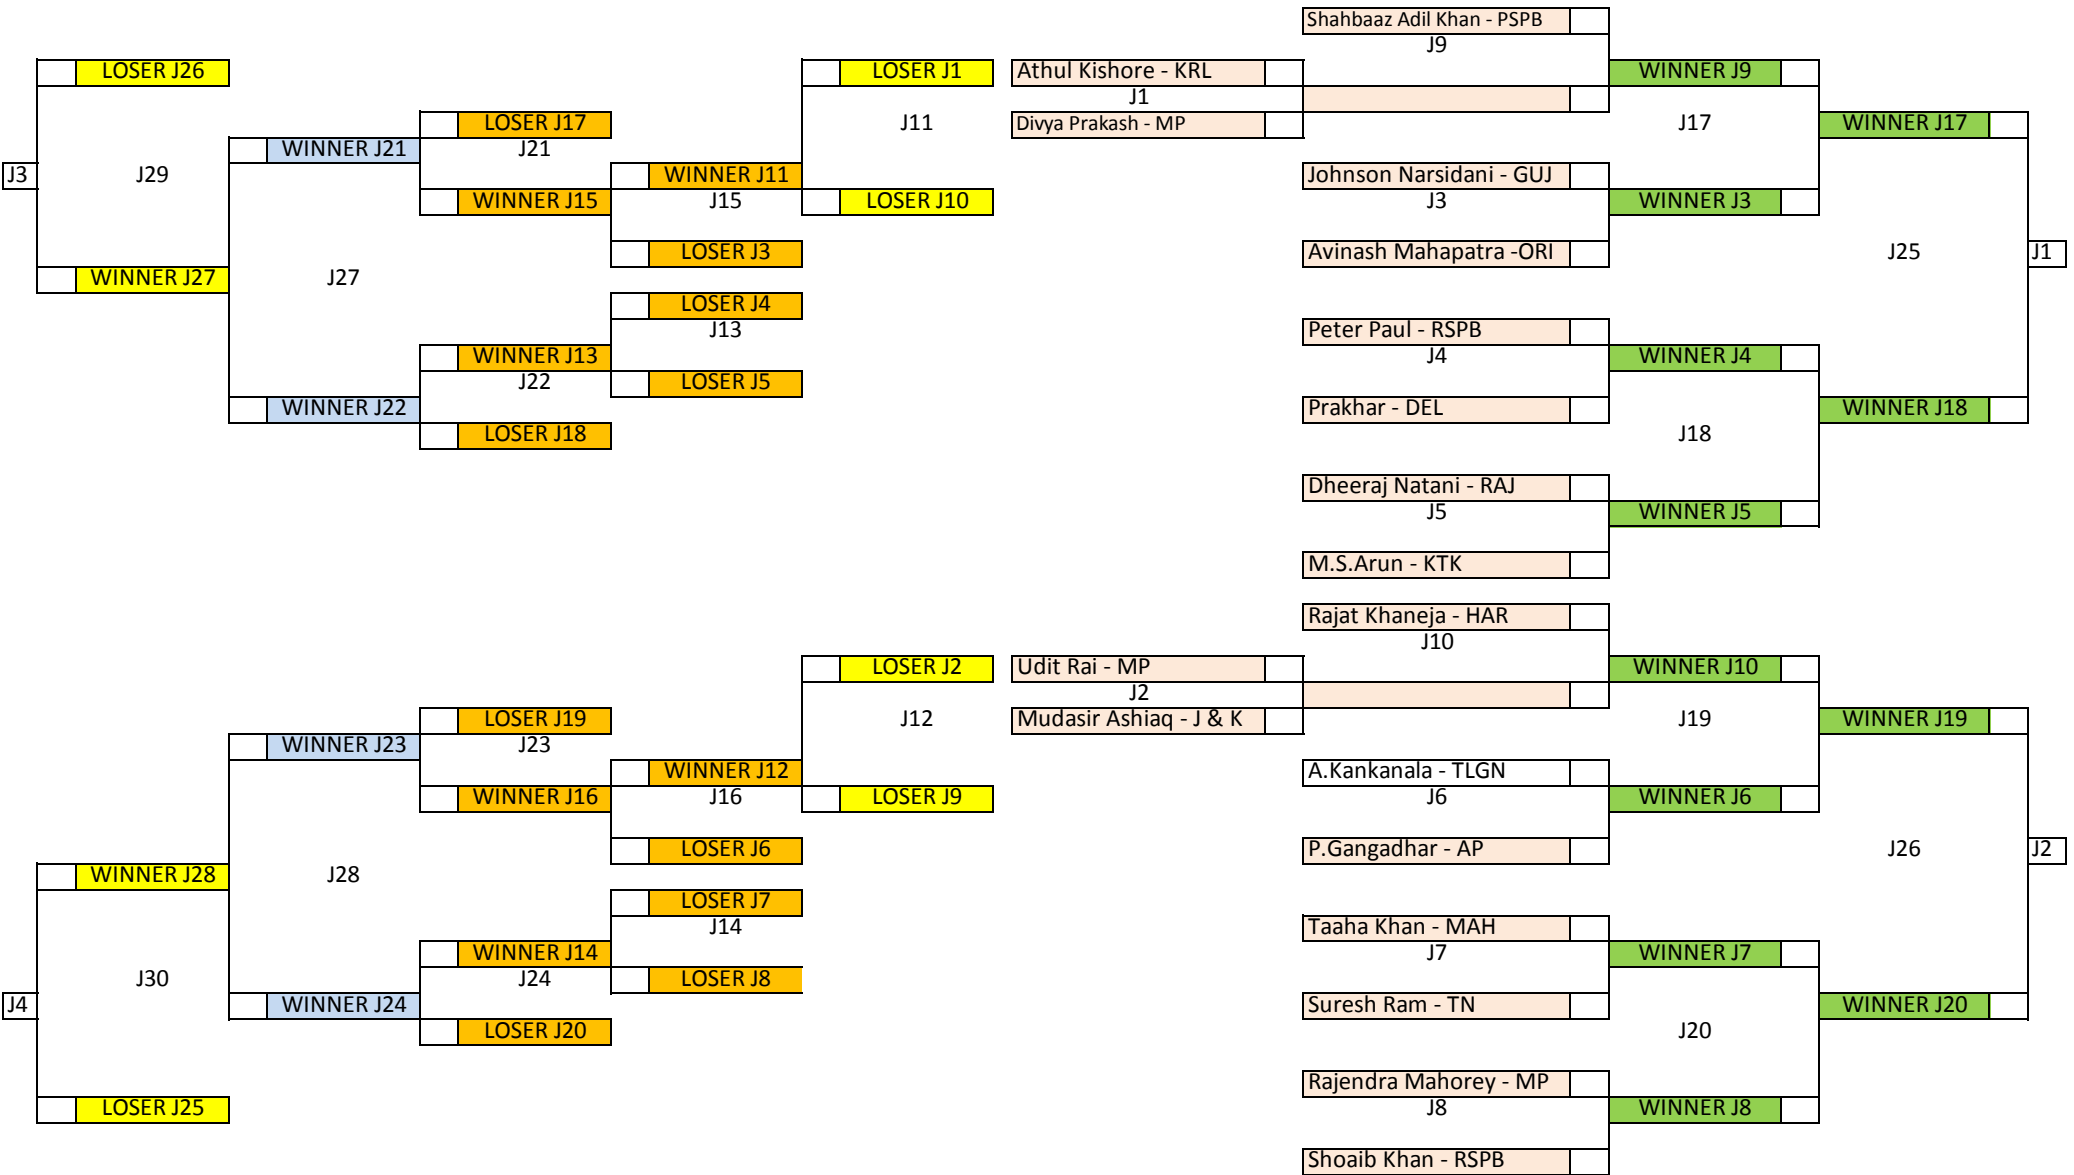 Shahbaaz Adil Khan - PSPB
J9
LOSER J26
LOSER J1
Athul Kishore - KRL
WINNER J9
J1
LOSER J17
J11
Divya Prakash - MP
J17
WINNER J17
WINNER J21
J21
J3
J29
WINNER J11
Johnson Narsidani - GUJ
WINNER J15
J15
LOSER J10
J3
WINNER J3
LOSER J3
Avinash Mahapatra -ORI
J25
J1
WINNER J27
J27
LOSER J4
J13
Peter Paul - RSPB
WINNER J13
J4
WINNER J4
J22
LOSER J5
WINNER J22
Prakhar - DEL
WINNER J18
LOSER J18
J18
Dheeraj Natani - RAJ
J5
WINNER J5
M.S.Arun - KTK
Rajat Khaneja - HAR
J10
LOSER J2
Udit Rai - MP
WINNER J10
J2
LOSER J19
J12
Mudasir Ashiaq - J & K
J19
WINNER J19
WINNER J23
J23
WINNER J12
A.Kankanala - TLGN
WINNER J16
J16
LOSER J9
J6
WINNER J6
LOSER J6
P.Gangadhar - AP
J26
J2
WINNER J28
J28
LOSER J7
J14
Taaha Khan - MAH
WINNER J14
J7
WINNER J7
J30
J24
LOSER J8
J4
WINNER J24
Suresh Ram - TN
WINNER J20
LOSER J20
J20
Rajendra Mahorey - MP
LOSER J25
J8
WINNER J8
Shoaib Khan - RSPB